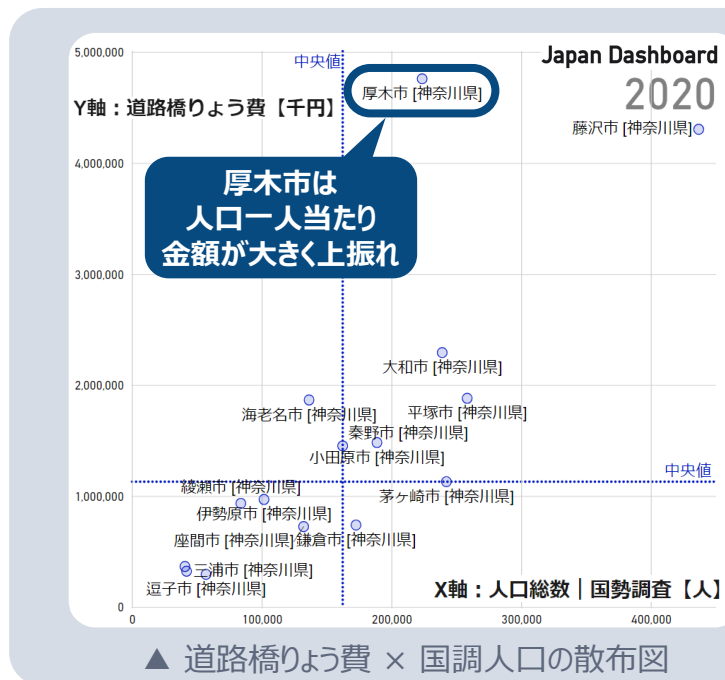 Japan Dashboard
2020
5,000,000
中央値
Y軸：道路橋りょう費【千円】
厚木市 [神奈川県]
藤沢市 [神奈川県]
4,000,000
厚木市は
人口一人当たり
金額が大きく上振れ
3,000,000
大和市 [神奈川県]
2,000,000
海老名市 [神奈川県]
平塚市 [神奈川県]
秦野市 [神奈川県]
小田原市 [神奈川県]
中央値
綾瀬市 [神奈川県]
茅ヶ崎市 [神奈川県]
1,000,000
伊勢原市 [神奈川県]
座間市 [神奈川県]
鎌倉市 [神奈川県]
三浦市 [神奈川県]
逗子市 [神奈川県]
X軸：人口総数｜国勢調査【人】
0
0
100,000
200,000
300,000
400,000
▲ 道路橋りょう費 × 国調人口の散布図